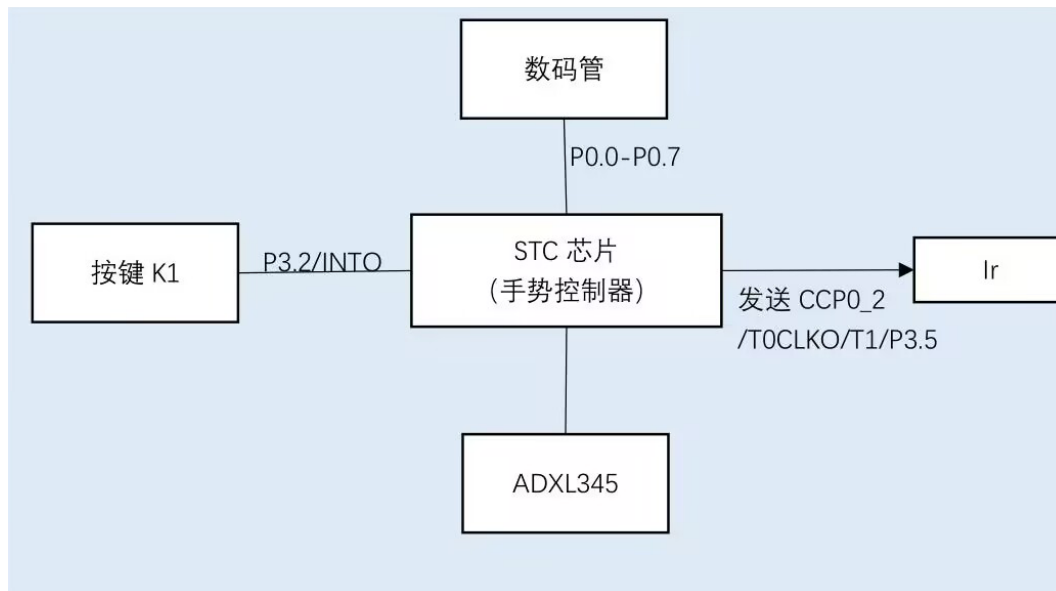 数码管
P0.0-P0.7
按键 K1
P3.2/INTO
STC 芯片
（手势控制器）
Ir
发送 CCP0_2
/T0CLKO/T1/P3.5
ADXL345